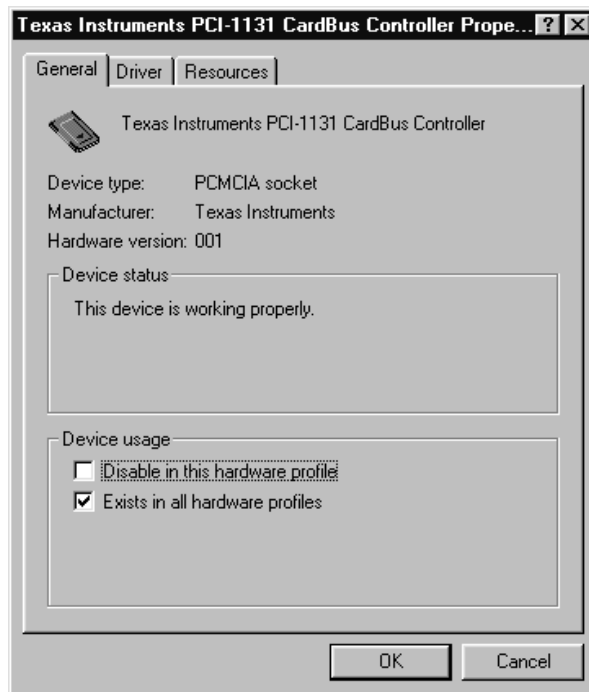 Texas Instruments PCI-1131 CardBus Controller Prope...
General Driver Resources
Texas Instruments PCI-1131 CardBus Controller
Device type: PCMCIA socket
Manufacturer: Texas Instruments
Hardware version: 001
Device status
This device is working properly.
Device usage
Disable in this hardware profile
Exists in all hardware profiles
OK Cancel